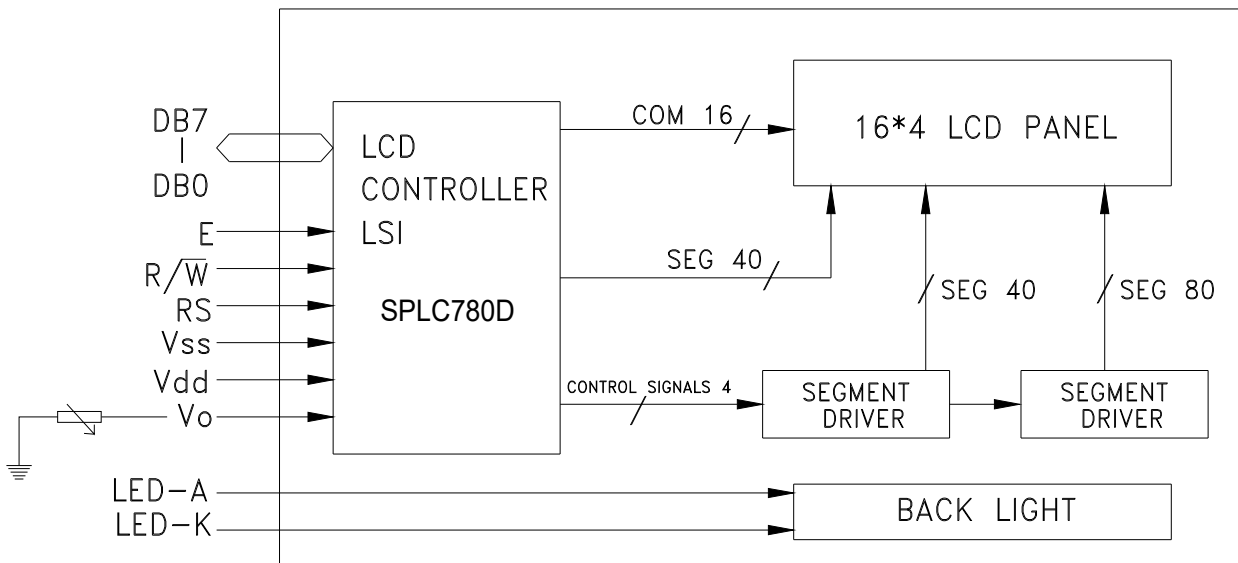 DB7
|
DB0
E
R/W̅
RS
Vss
Vdd
Vo
LED-A
LED-K
LCD
CONTROLLER
LSI
SPLC780D
COM 16
SEG 40
CONTROL SIGNALS 4
16*4 LCD PANEL
SEG 40
SEG 80
SEGMENT
DRIVER
SEGMENT
DRIVER
BACK LIGHT